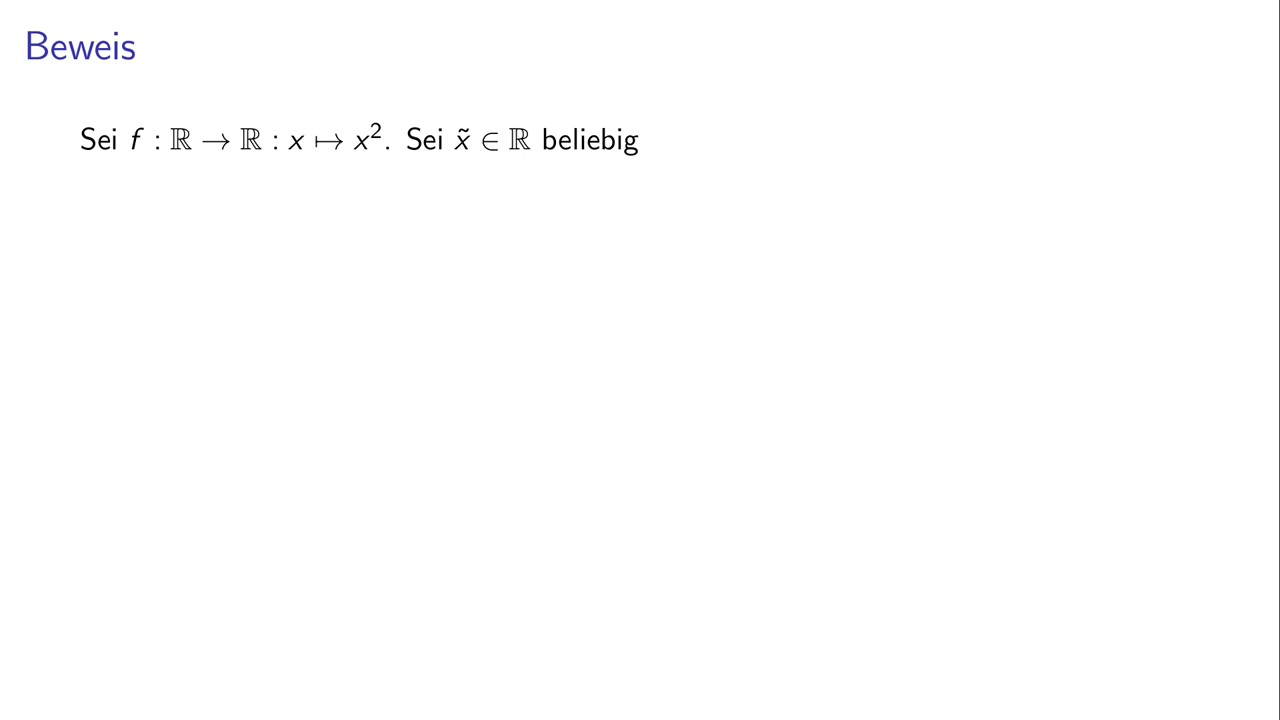 Beweis
Sei f : ℝ → ℝ : x ↦ x². Sei x̃ ∈ ℝ beliebig